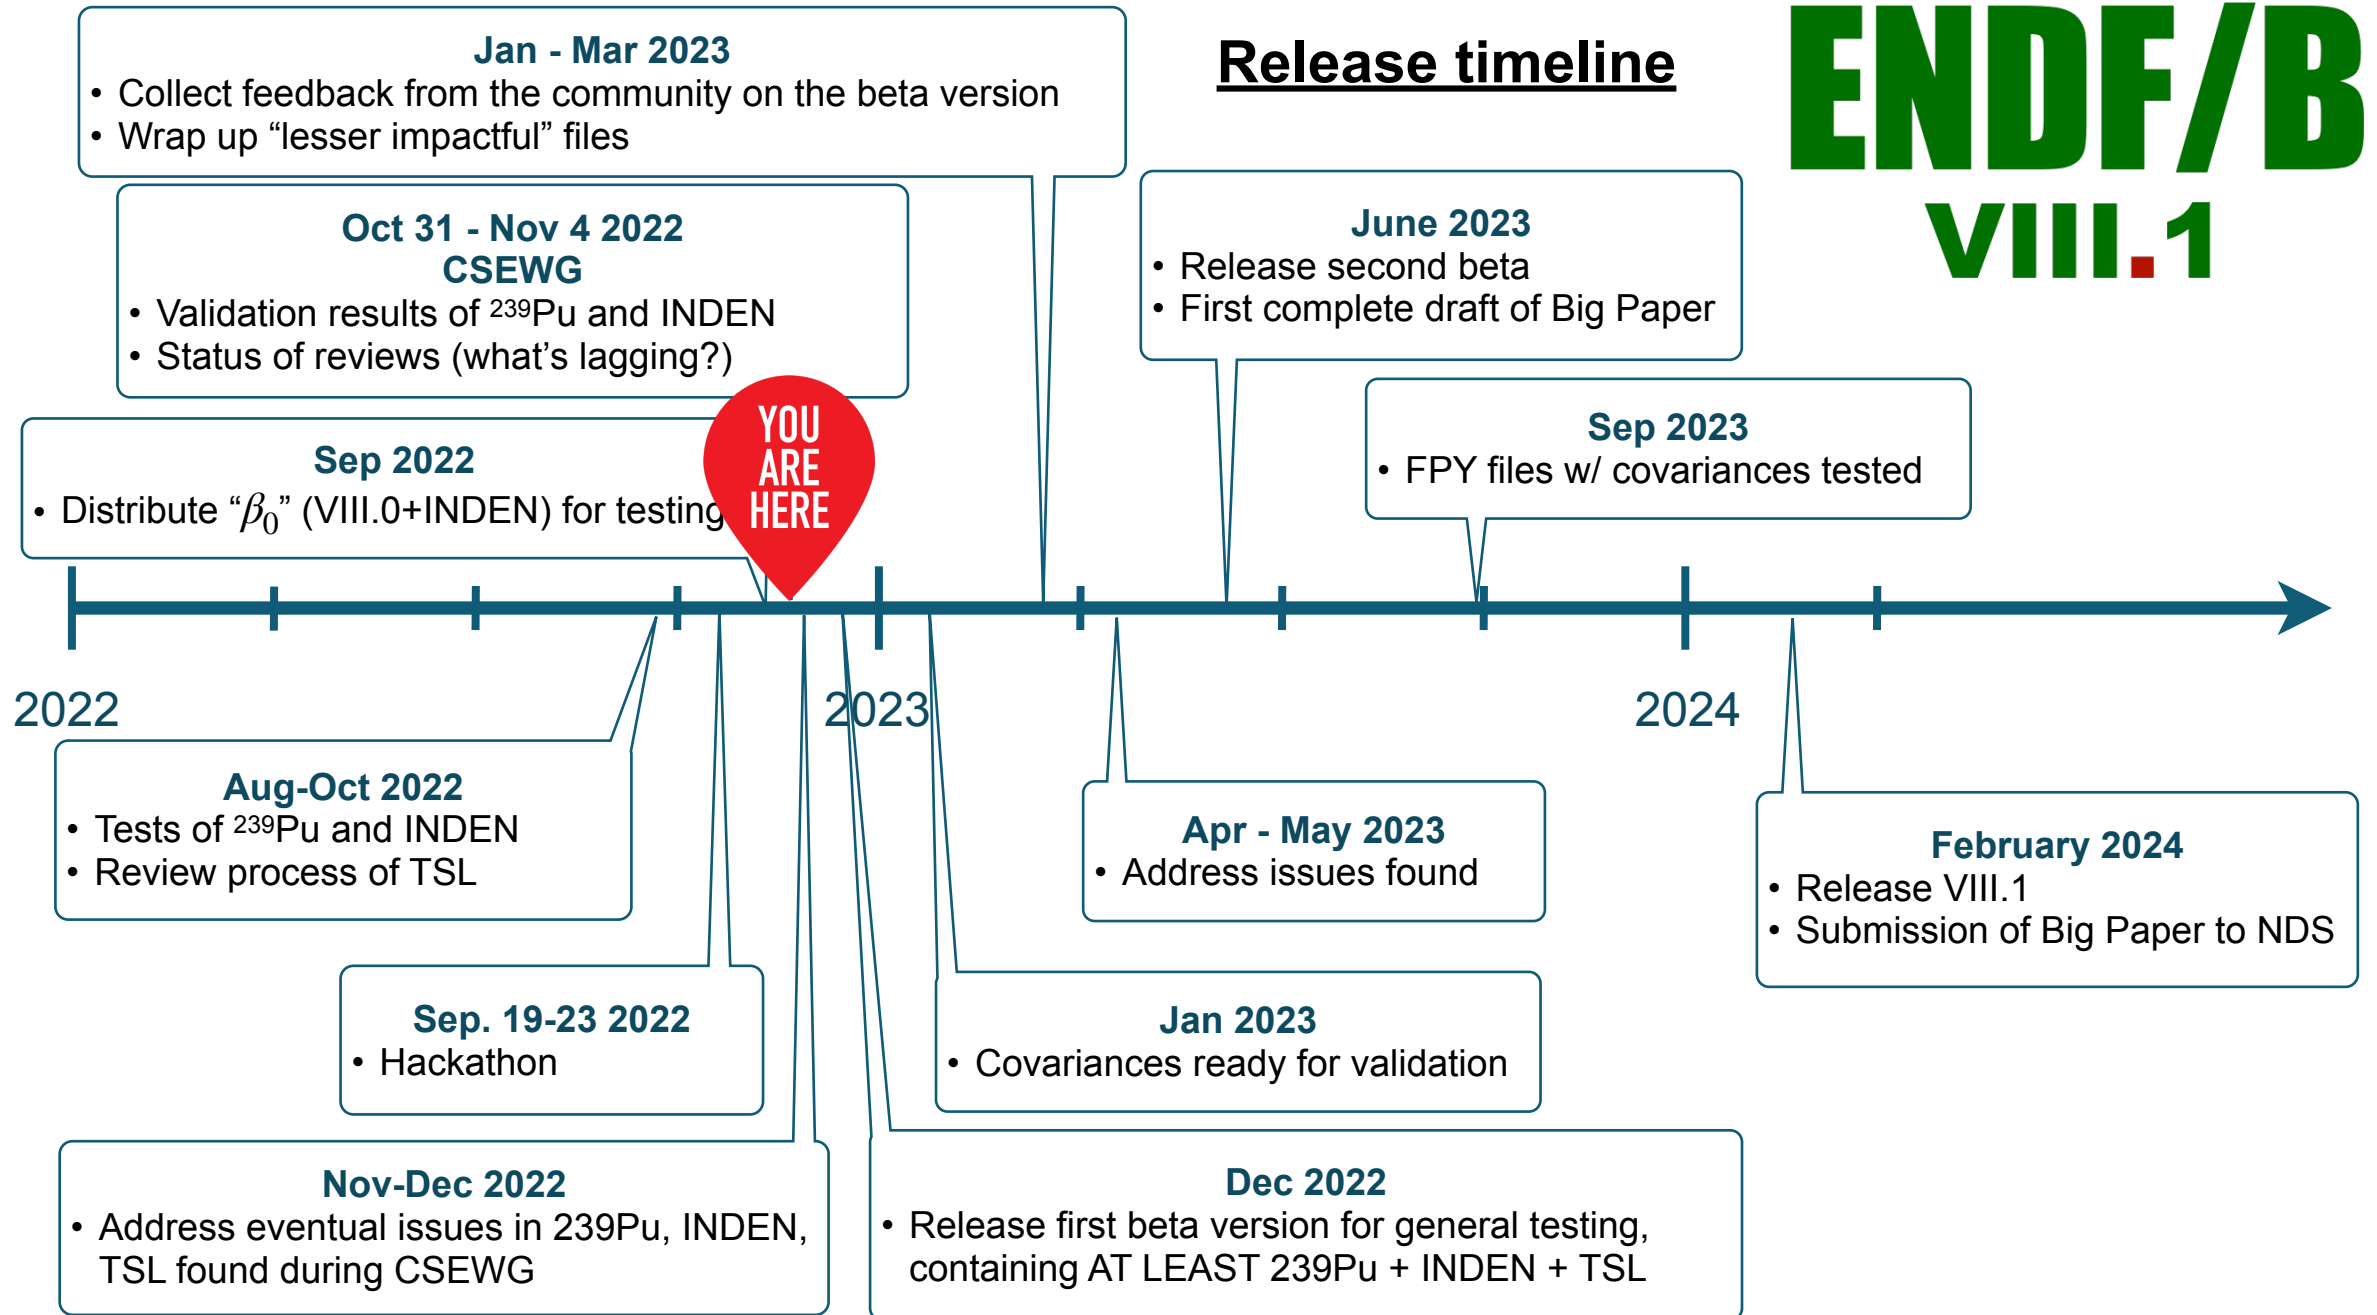 Release timeline
ENDF/B
VIII.1
Jan - Mar 2023
• Collect feedback from the community on the beta version
• Wrap up “lesser impactful” files
Oct 31 - Nov 4 2022
CSEWG
• Validation results of ²³⁹Pu and INDEN
• Status of reviews (what’s lagging?)
June 2023
• Release second beta
• First complete draft of Big Paper
Sep 2022
• Distribute “β₀” (VIII.0+INDEN) for testing
YOU
ARE
HERE
Sep 2023
• FPY files w/ covariances tested
2022
2023
2024
Aug-Oct 2022
• Tests of ²³⁹Pu and INDEN
• Review process of TSL
Apr - May 2023
• Address issues found
February 2024
• Release VIII.1
• Submission of Big Paper to NDS
Sep. 19-23 2022
• Hackathon
Jan 2023
• Covariances ready for validation
Nov-Dec 2022
• Address eventual issues in 239Pu, INDEN,
TSL found during CSEWG
Dec 2022
• Release first beta version for general testing,
containing AT LEAST 239Pu + INDEN + TSL